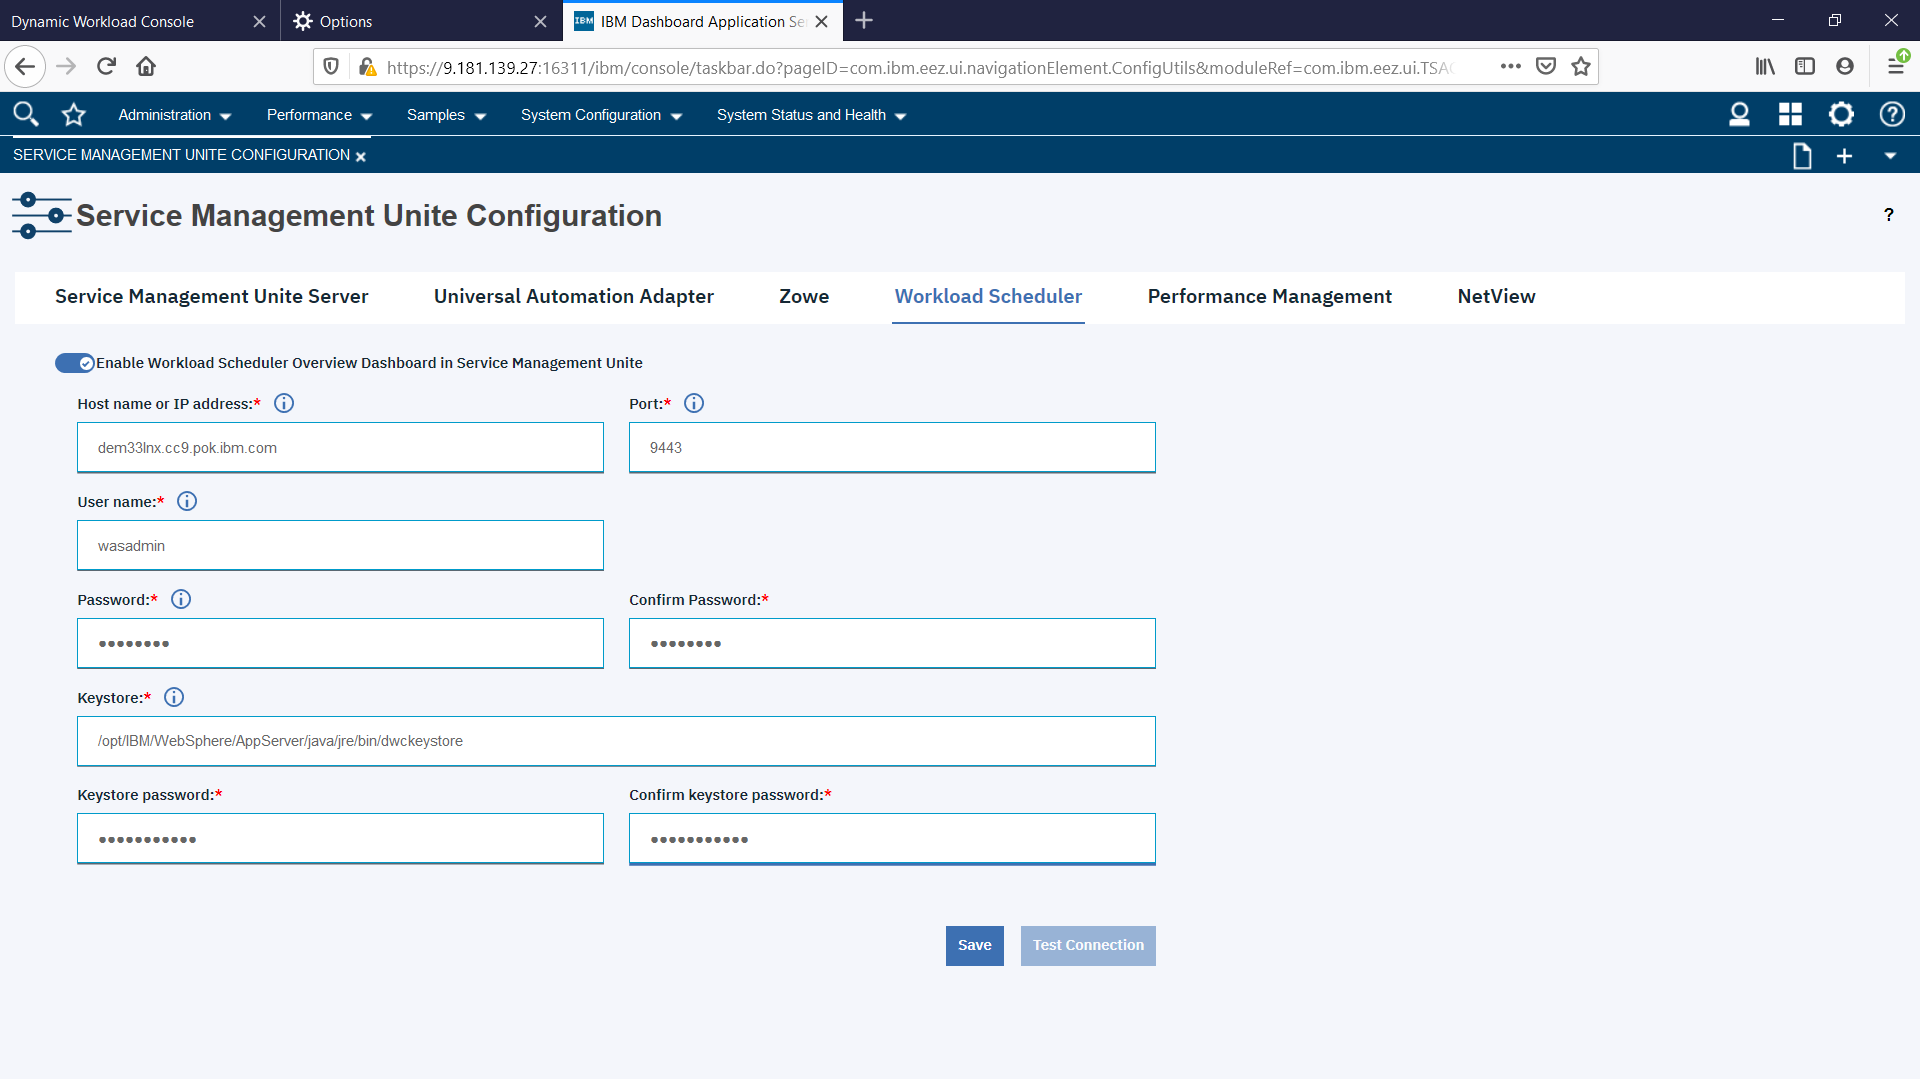 Dynamic Workload Console
Options
IBM IBM Dashboard Application Se
https://9.181.139.27:16311/ibm/console/taskbar.do?pageID=com.ibm.eez.ui.navigationElement.ConfigUtils&moduleRef=com.ibm.eez.ui.TSA
Administration Performance Samples System Configuration System Status and Health
SERVICE MANAGEMENT UNITE CONFIGURATION
Service Management Unite Configuration ?
Service Management Unite Server Universal Automation Adapter Zowe Workload Scheduler Performance Management NetView
Enable Workload Scheduler Overview Dashboard in Service Management Unite
Host name or IP address:* Port:*
dem33lnx.cc9.pok.ibm.com 9443
User name:*
wasadmin
Password:* Confirm Password:*
•••••••• ••••••••
Keystore:*
/opt/IBM/WebSphere/AppServer/java/jre/bin/dwckeystore
Keystore password:* Confirm keystore password:*
••••••••••• •••••••••••
Save Test Connection